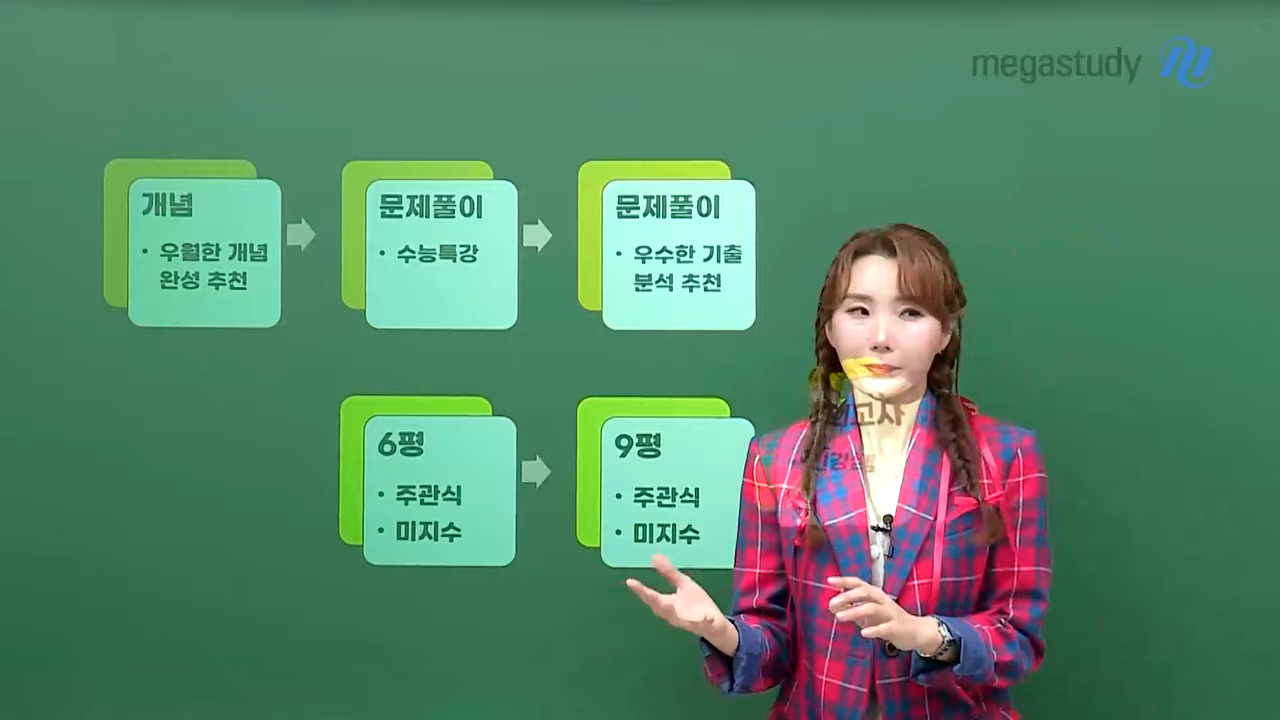 megastudy
개념
• 우월한 개념
완성 추천
문제풀이
• 수능특강
문제풀이
• 우수한 기출
분석 추천
6평
• 주관식
• 미지수
9평
• 주관식
• 미지수
고사